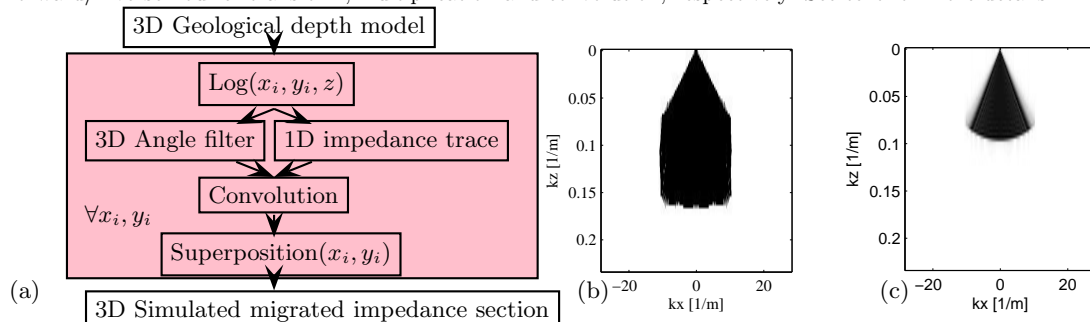 3D Geological depth model
Log(x_i, y_i, z)
3D Angle filter
1D impedance trace
Convolution
∀x_i, y_i
Superposition(x_i, y_i)
(a)
3D Simulated migrated impedance section
0
0.05
0.1
0.15
0.2
kz [1/m]
−20
0
20
kx [1/m]
(b)
0
0.05
0.1
0.15
0.2
kz [1/m]
−20
0
20
kx [1/m]
(c)